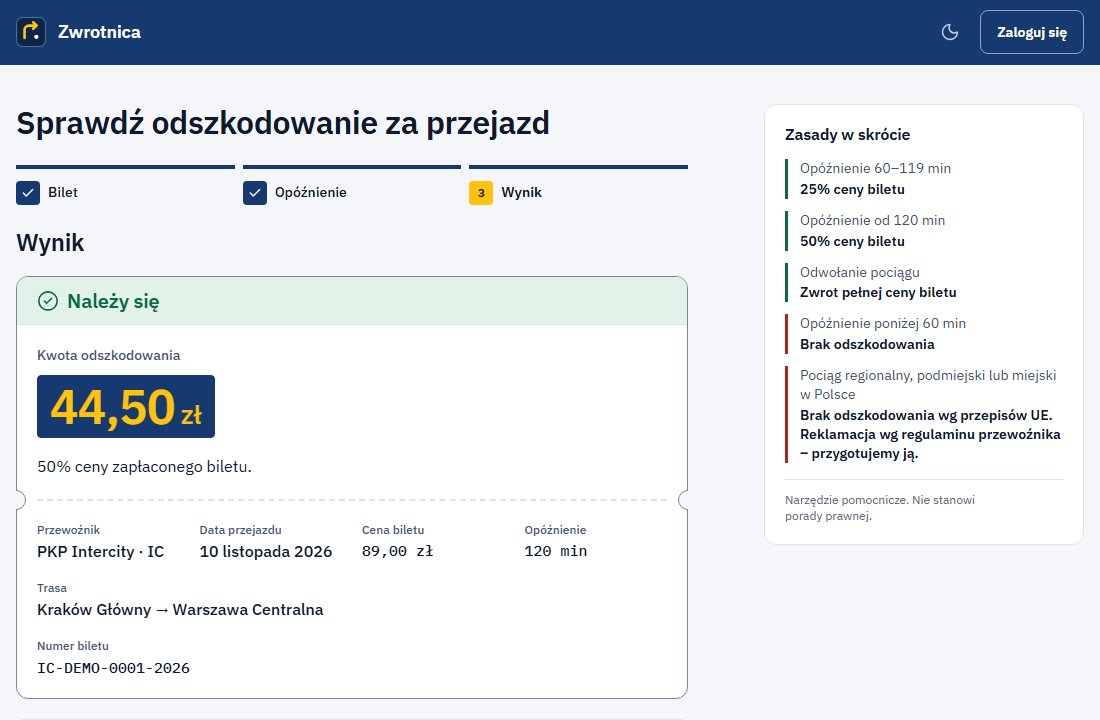 Zwrotnica
Zaloguj się
Sprawdź odszkodowanie za przejazd
Bilet
Opóźnienie
3 Wynik
Wynik
Należy się
Kwota odszkodowania
44,50 zł
50% ceny zapłaconego biletu.
Przewoźnik
PKP Intercity · IC
Data przejazdu
10 listopada 2026
Cena biletu
89,00 zł
Opóźnienie
120 min
Trasa
Kraków Główny → Warszawa Centralna
Numer biletu
IC-DEMO-0001-2026
Zasady w skrócie
Opóźnienie 60–119 min
25% ceny biletu
Opóźnienie od 120 min
50% ceny biletu
Odwołanie pociągu
Zwrot pełnej ceny biletu
Opóźnienie poniżej 60 min
Brak odszkodowania
Pociąg regionalny, podmiejski lub miejski
w Polsce
Brak odszkodowania wg przepisów UE.
Reklamacja wg regulaminu przewoźnika
– przygotujemy ją.
Narzędzie pomocnicze. Nie stanowi
porady prawnej.